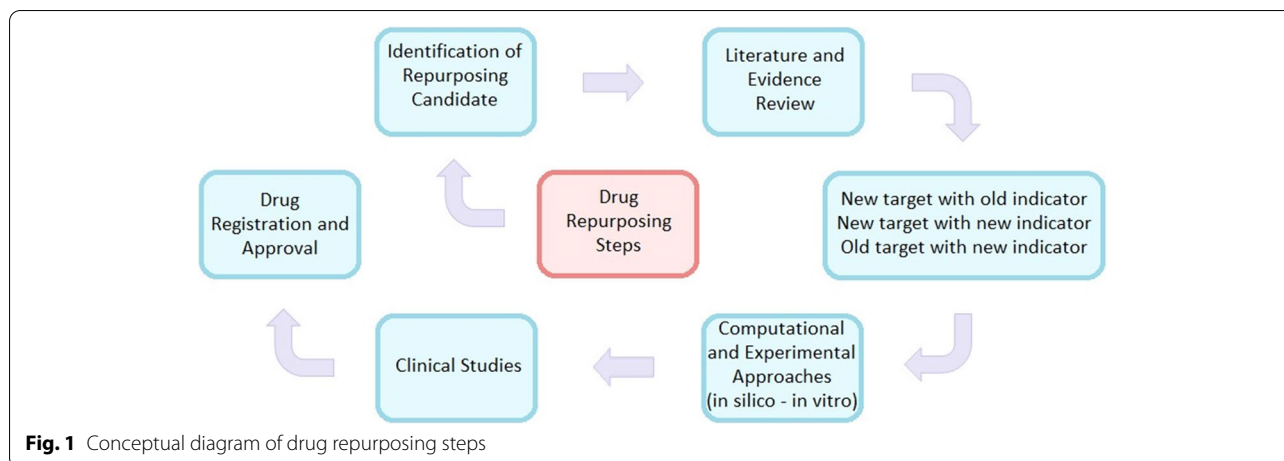 Identification of
Repurposing
Candidate
Literature and
Evidence
Review
Drug
Registration and
Approval
Drug
Repurposing
Steps
New target with old indicator
New target with new indicator
Old target with new indicator
Clinical Studies
Computational
and Experimental
Approaches
(in silico - in vitro)
Fig. 1 Conceptual diagram of drug repurposing steps